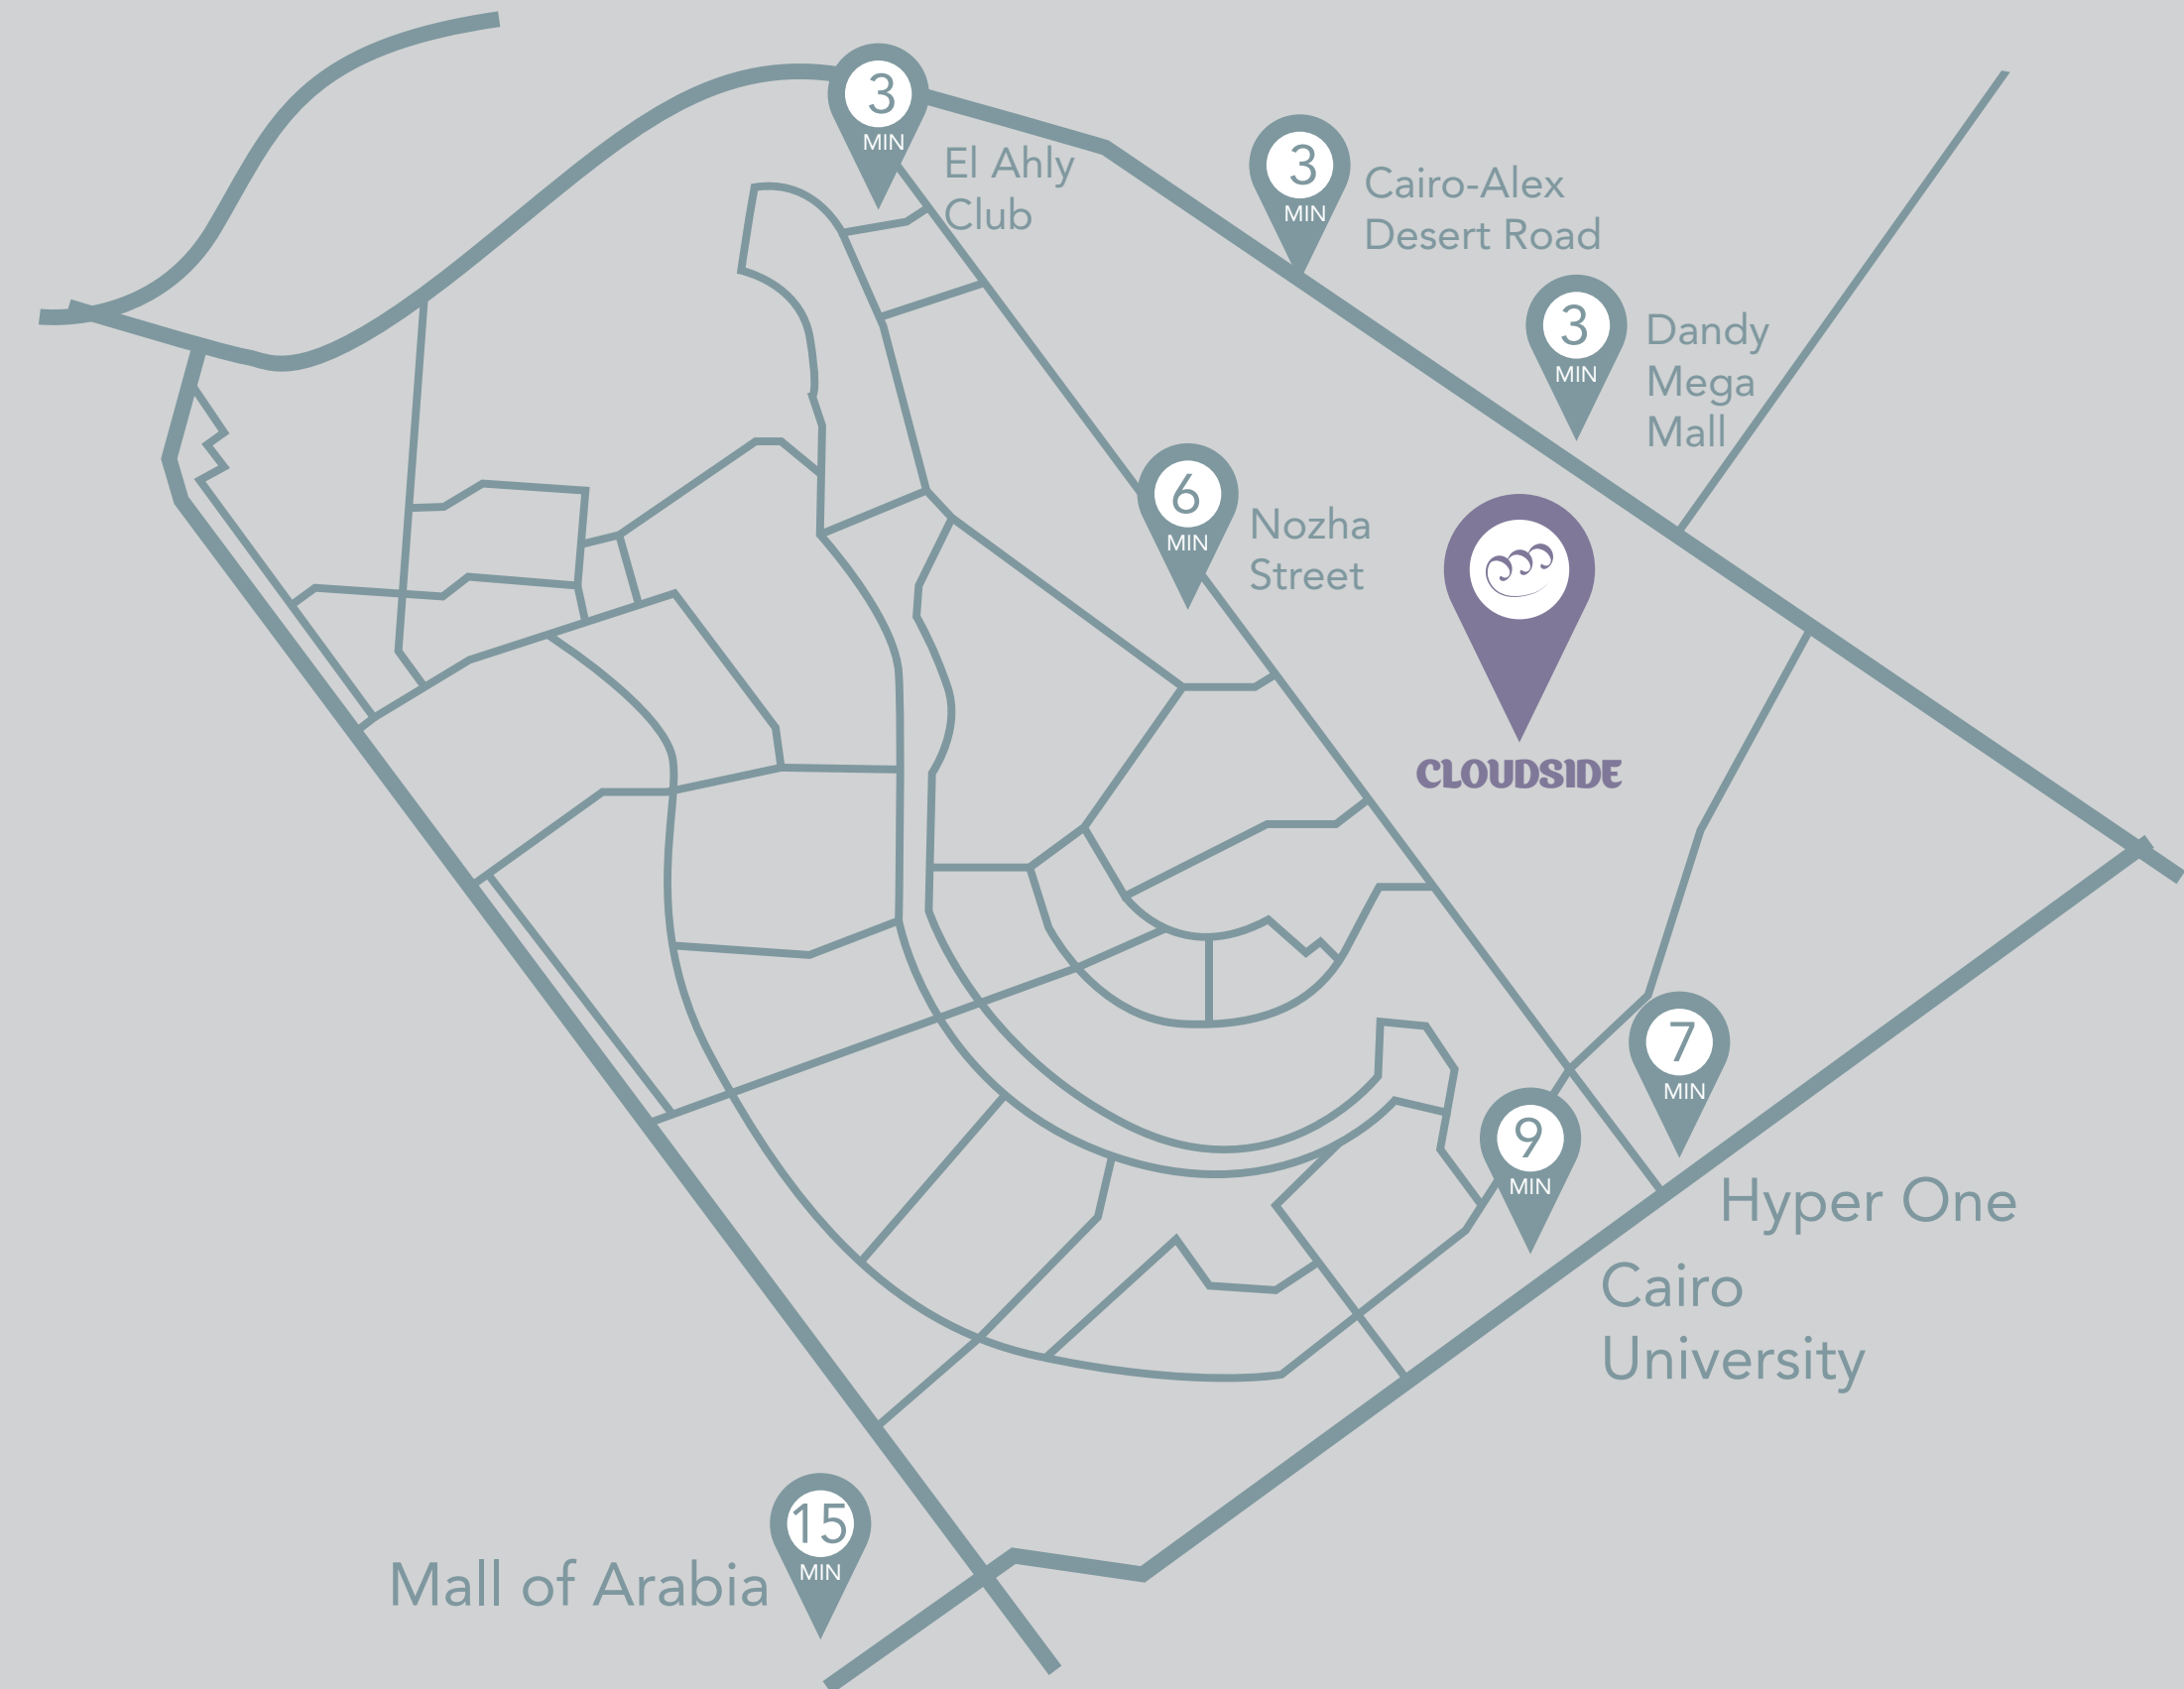 3
MIN
El Ahly
Club
3
MIN
Cairo-Alex
Desert Road
3
MIN
Dandy
Mega
Mall
6
MIN
Nozha
Street
CLOUDSIDE
7
MIN
Hyper One
9
MIN
Cairo
University
15
MIN
Mall of Arabia